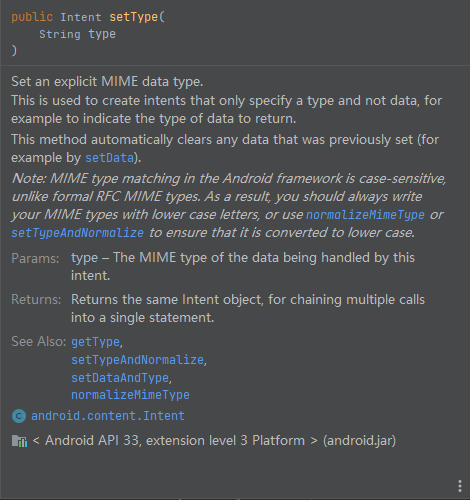 public Intent setType(
String type
)
Set an explicit MIME data type.
This is used to create intents that only specify a type and not data, for
example to indicate the type of data to return.
This method automatically clears any data that was previously set (for
example by setData).
Note: MIME type matching in the Android framework is case-sensitive,
unlike formal RFC MIME types. As a result, you should always write
your MIME types with lower case letters, or use normalizeMimeType or
setTypeAndNormalize to ensure that it is converted to lower case.
Params: type – The MIME type of the data being handled by this
intent.
Returns: Returns the same Intent object, for chaining multiple calls
into a single statement.
See Also: getType,
setTypeAndNormalize,
setDataAndType,
normalizeMimeType
C android.content.Intent
< Android API 33, extension level 3 Platform > (android.jar)